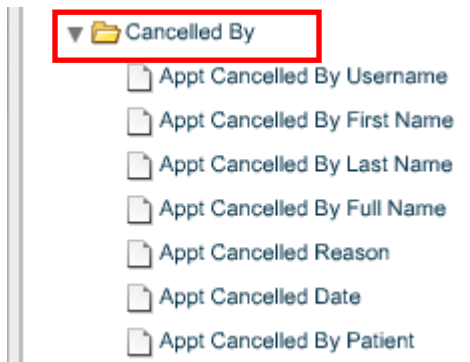 Cancelled By
Appt Cancelled By Username
Appt Cancelled By First Name
Appt Cancelled By Last Name
Appt Cancelled By Full Name
Appt Cancelled Reason
Appt Cancelled Date
Appt Cancelled By Patient